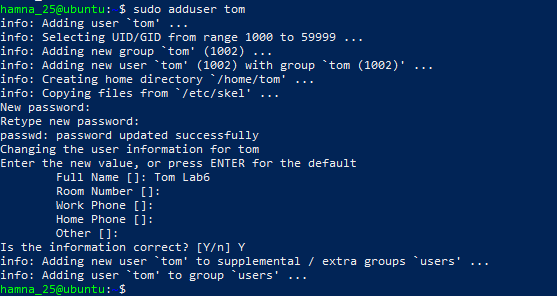 hamna_25@ubuntu: $ sudo adduser tom
info: Adding user `tom' ...
info: Selecting UID/GID from range 1000 to 59999 ...
info: Adding new group `tom' (1002) ...
info: Adding new user `tom' (1002) with group `tom (1002)' ...
info: Creating home directory `/home/tom' ...
info: Copying files from `/etc/skel' ...
New password:
Retype new password:
passwd: password updated successfully
Changing the user information for tom
Enter the new value, or press ENTER for the default
Full Name []: Tom Lab6
Room Number []:
Work Phone []:
Home Phone []:
Other []:
Is the information correct? [Y/n] Y
info: Adding new user `tom' to supplemental / extra groups `users' ...
info: Adding user `tom' to group `users' ...
hamna_25@ubuntu: $